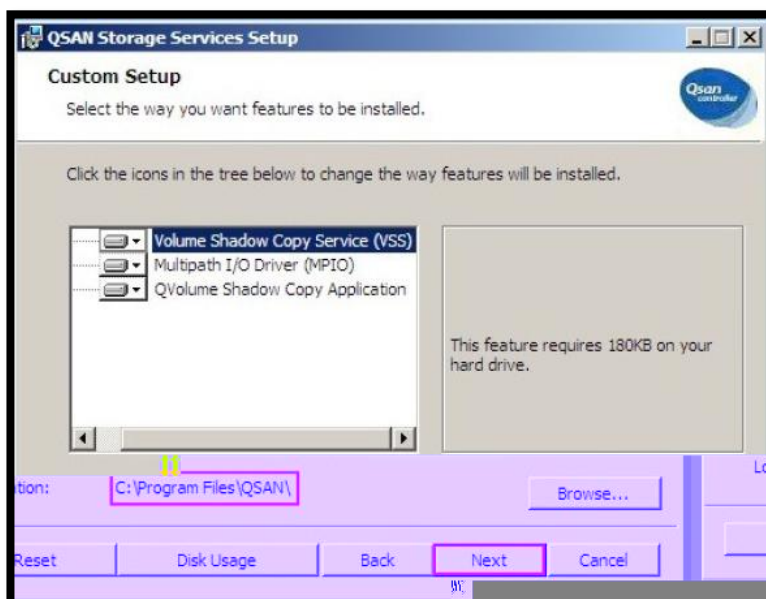 QSAN Storage Services Setup
Custom Setup
Select the way you want features to be installed.
Qsan
controller
Click the icons in the tree below to change the way features will be installed.
Volume Shadow Copy Service (VSS)
Multipath I/O Driver (MPIO)
QVolume Shadow Copy Application
This feature requires 180KB on your
hard drive.
ation:
C:\Program Files\QSAN\
Browse...
Lo
Reset
Disk Usage
Back
Next
Cancel